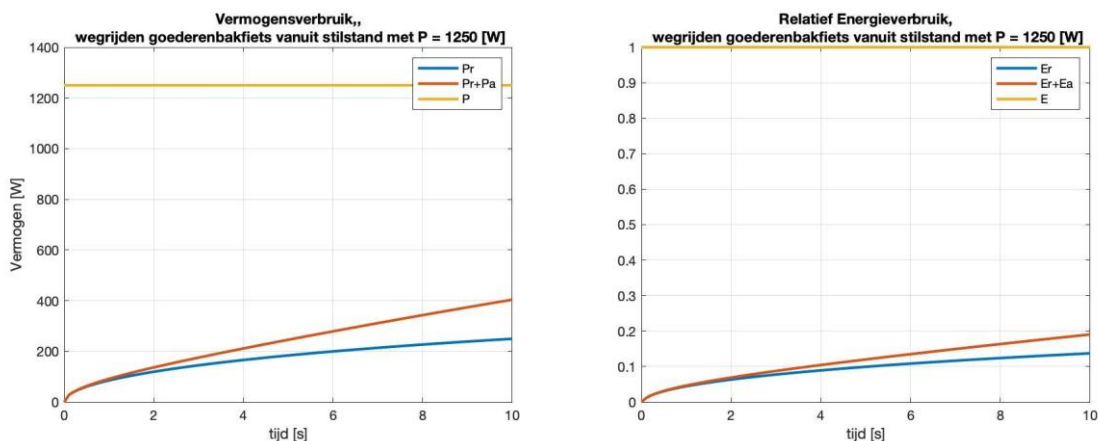 Vermogensverbruik,,
wegrijden goederenbakfiets vanuit stilstand met P = 1250 [W]
1400
1200
1000
800
600
400
200
0
Vermogen [W]
Pr
Pr+Pa
P
0 2 4 6 8 10
tijd [s]
Relatief Energieverbruik,
wegrijden goederenbakfiets vanuit stilstand met P = 1250 [W]
1
0.9
0.8
0.7
0.6
0.5
0.4
0.3
0.2
0.1
0
Er
Er+Ea
E
0 2 4 6 8 10
tijd [s]